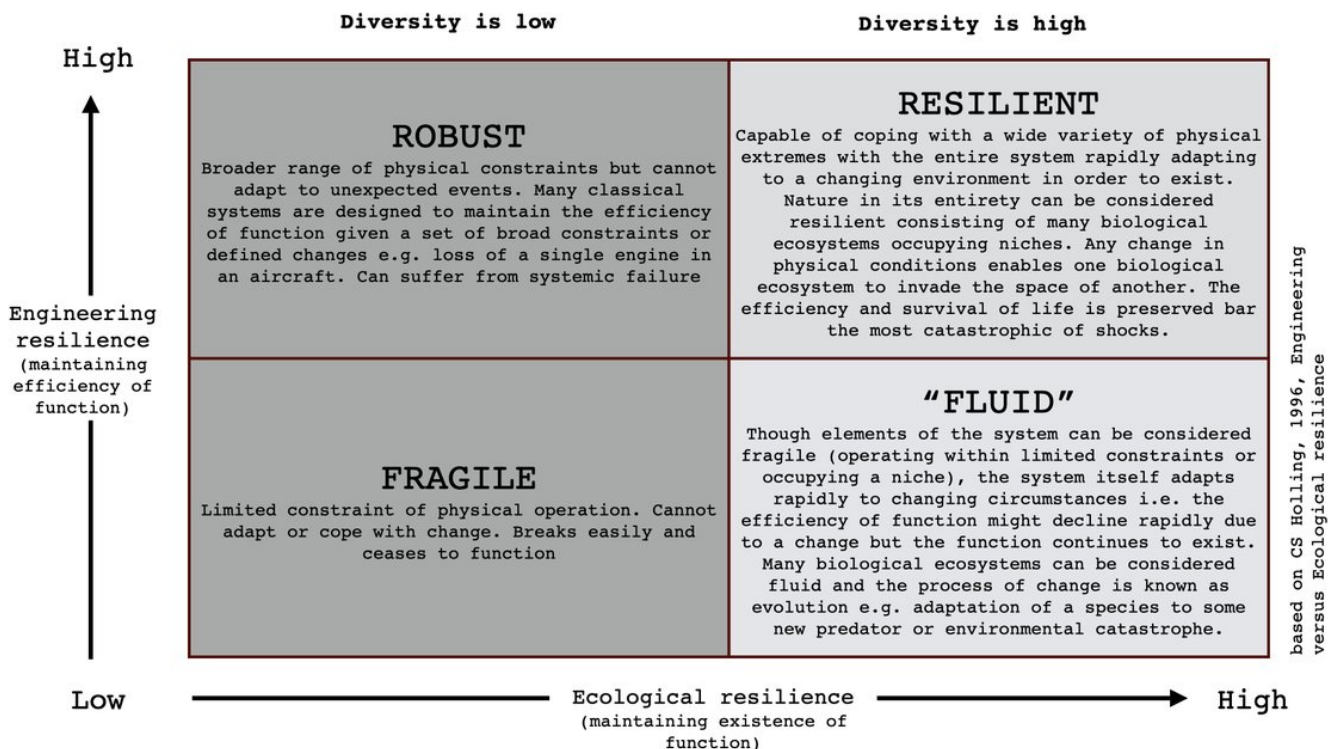 Diversity is low
Diversity is high
High
ROBUST
Broader range of physical constraints but cannot
adapt to unexpected events. Many classical
systems are designed to maintain the efficiency
of function given a set of broad constraints or
defined changes e.g. loss of a single engine in
an aircraft. Can suffer from systemic failure
RESILIENT
Capable of coping with a wide variety of physical
extremes with the entire system rapidly adapting
to a changing environment in order to exist.
Nature in its entirety can be considered
resilient consisting of many biological
ecosystems occupying niches. Any change in
physical conditions enables one biological
ecosystem to invade the space of another. The
efficiency and survival of life is preserved bar
the most catastrophic of shocks.
Engineering
resilience
(maintaining
efficiency of
function)
FRAGILE
Limited constraint of physical operation. Cannot
adapt or cope with change. Breaks easily and
ceases to function
“FLUID”
Though elements of the system can be considered
fragile (operating within limited constraints or
occupying a niche), the system itself adapts
rapidly to changing circumstances i.e. the
efficiency of function might decline rapidly due
to a change but the function continues to exist.
Many biological ecosystems can be considered
fluid and the process of change is known as
evolution e.g. adaptation of a species to some
new predator or environmental catastrophe.
based on CS Holling, 1996, Engineering
versus Ecological resilience
Low
Ecological resilience
(maintaining existence of
function)
High